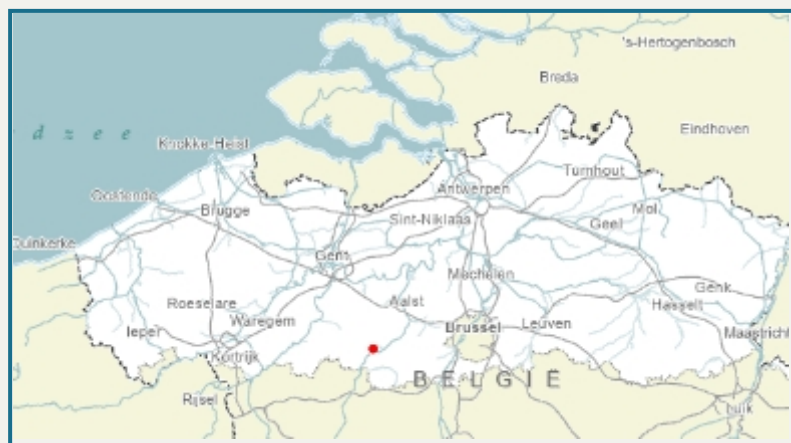 's-Hertogenbosch
Breda
Eindhoven
d z e e
Knokke-Heist
Turnhout
Antwerpen
Oostende
Mol
Brugge
Sint-Niklaas
Geel
Duinkerke
Gent
Mechelen
Genk
Roeselare
Aalst
Hasselt
Waregem
Ieper
Brussel
Leuven
Maastricht
Kortrijk
BELGIË
Rijsel
Luik